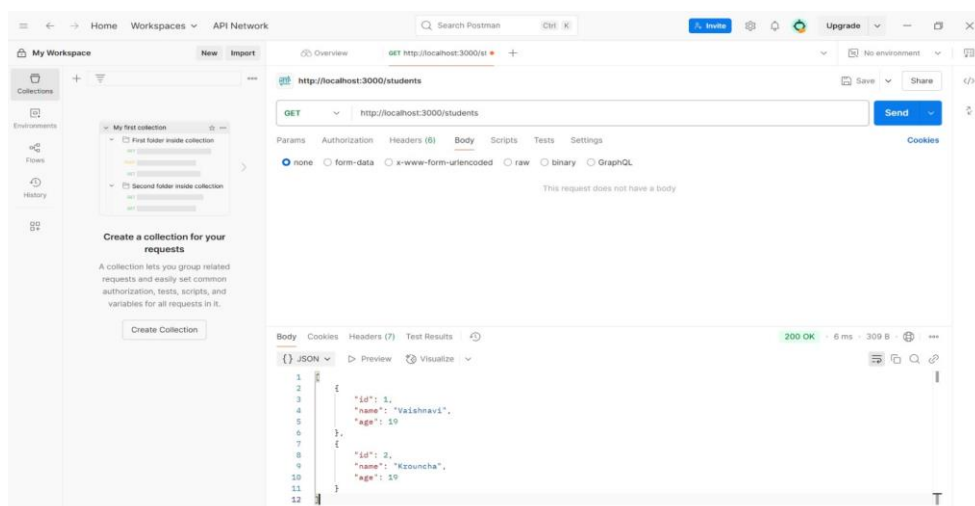 Home Workspaces API Network Search Postman Ctrl K Invite Upgrade
My Workspace New Import Overview GET http://localhost:3000/st No environment
Collections
Environments
Flows
History
My first collection
First folder inside collection
GET
GET
Second folder inside collection
GET
GET
Create a collection for your
requests
A collection lets you group related
requests and easily set common
authorization, tests, scripts, and
variables for all requests in it.
Create Collection
HTTP http://localhost:3000/students Save Share
GET http://localhost:3000/students Send
Params Authorization Headers (6) Body Scripts Tests Settings Cookies
none form-data x-www-form-urlencoded raw binary GraphQL
This request does not have a body
Body Cookies Headers (7) Test Results 200 OK 6 ms 309 B
{} JSON Preview Visualize
1 [
2 {
3 "id": 1,
4 "name": "Vaishnavi",
5 "age": 19
6 },
7 {
8 "id": 2,
9 "name": "Krouncha",
10 "age": 19
11 }
12 ]